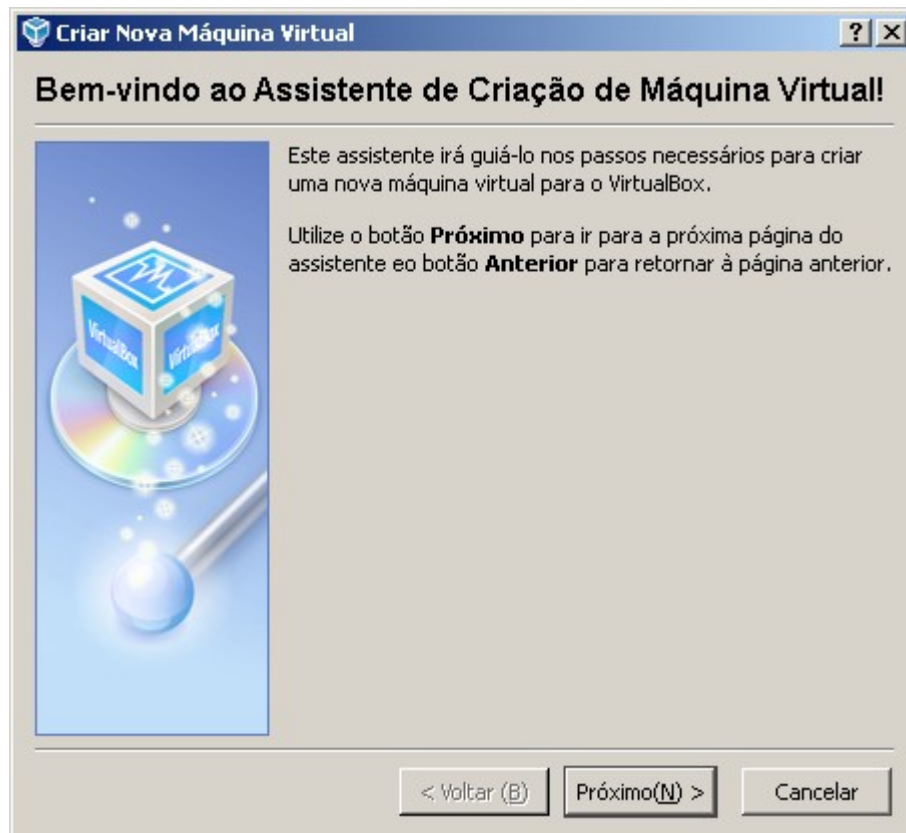 Criar Nova Máquina Virtual
Bem-vindo ao Assistente de Criação de Máquina Virtual!
Este assistente irá guiá-lo nos passos necessários para criar
uma nova máquina virtual para o VirtualBox.
Utilize o botão Próximo para ir para a próxima página do
assistente eo botão Anterior para retornar à página anterior.
VirtualBox
VirtualBox
< Voltar (B)
Próximo(N) >
Cancelar